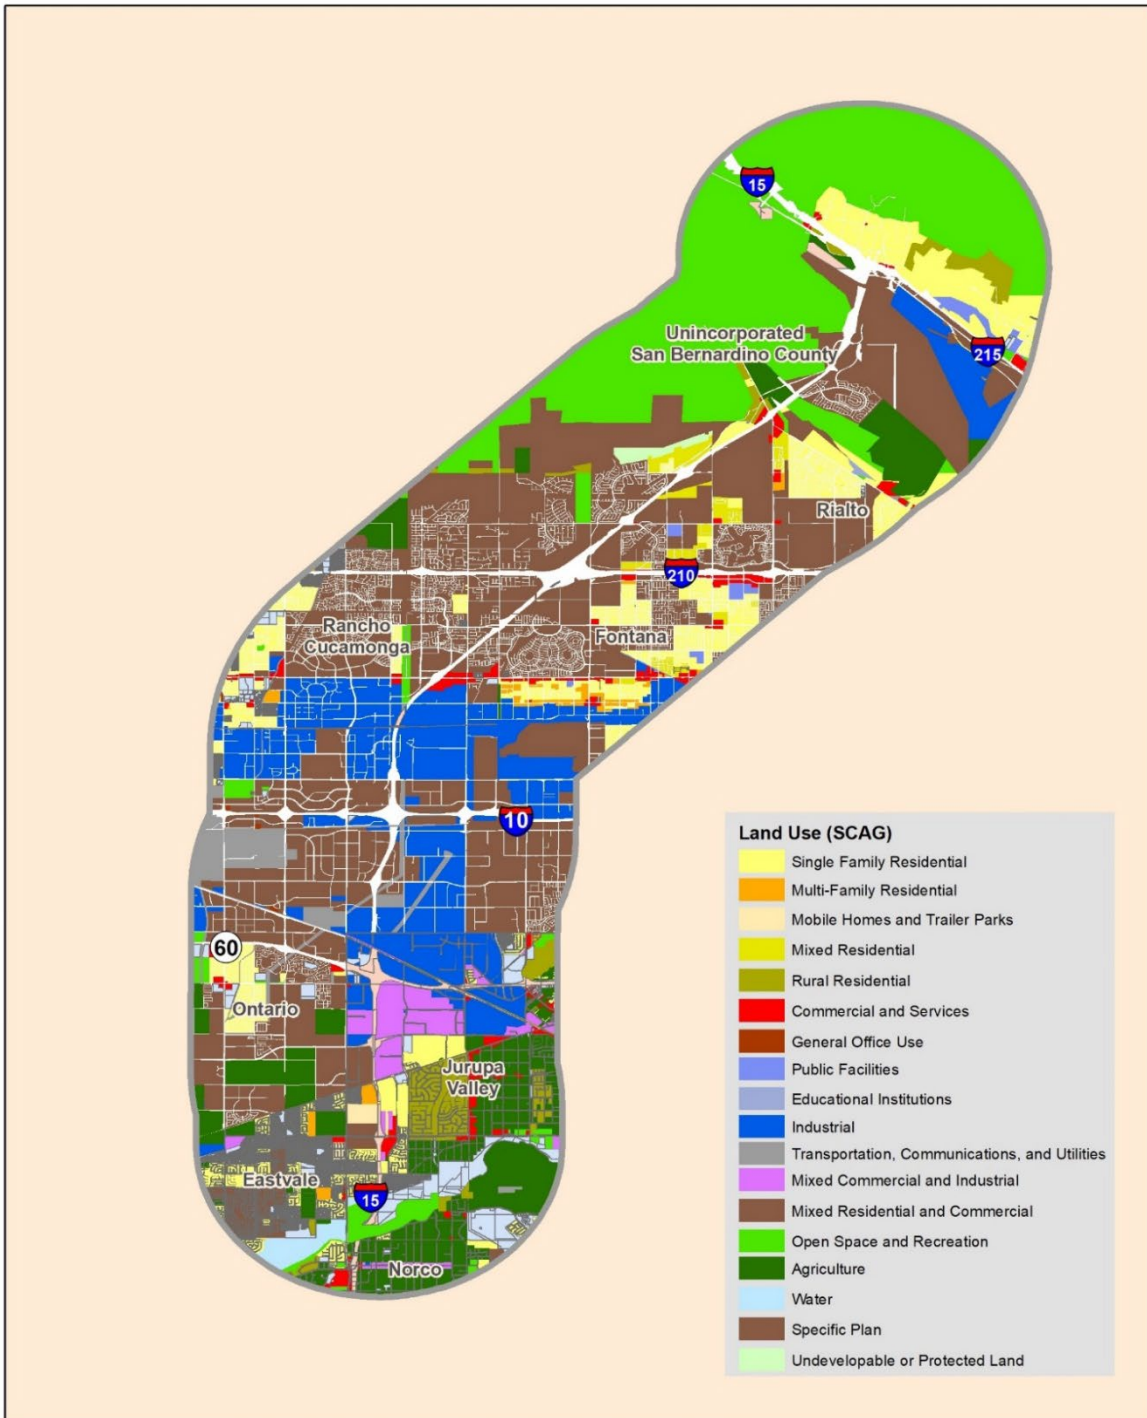 15
Unincorporated
San Bernardino County
215
Rialto
210
Rancho
Cucamonga
Fontana
10
60
Ontario
Jurupa
Valley
Eastvale
15
Norco
Land Use (SCAG)
Single Family Residential
Multi-Family Residential
Mobile Homes and Trailer Parks
Mixed Residential
Rural Residential
Commercial and Services
General Office Use
Public Facilities
Educational Institutions
Industrial
Transportation, Communications, and Utilities
Mixed Commercial and Industrial
Mixed Residential and Commercial
Open Space and Recreation
Agriculture
Water
Specific Plan
Undevelopable or Protected Land